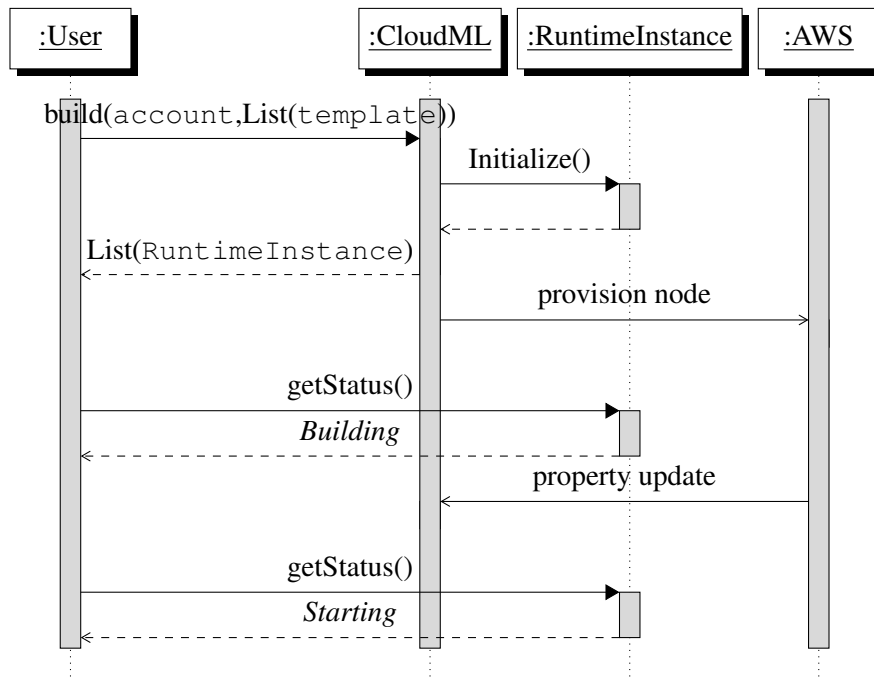 :User
:CloudML
:RuntimeInstance
:AWS
build(account,List(template))
Initialize()
List(RuntimeInstance)
provision node
getStatus()
Building
property update
getStatus()
Starting